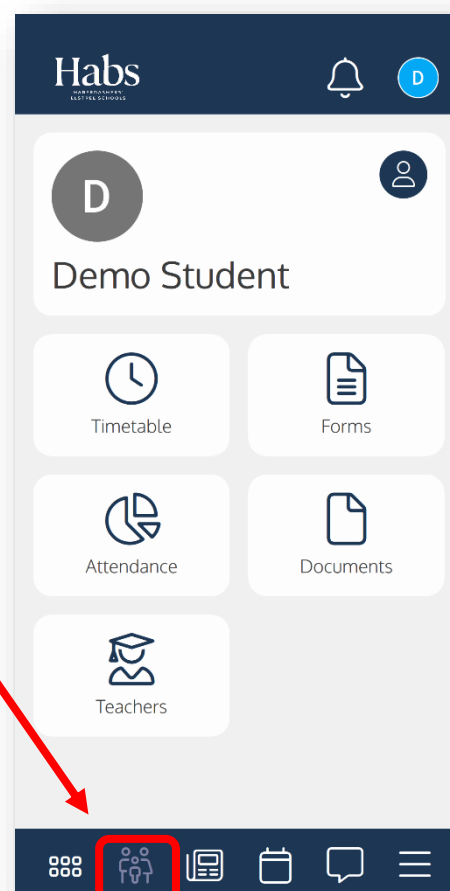 Habs
HABERDASHERS'
ELSTREE SCHOOLS
D
D
Demo Student
Timetable
Forms
Attendance
Documents
Teachers